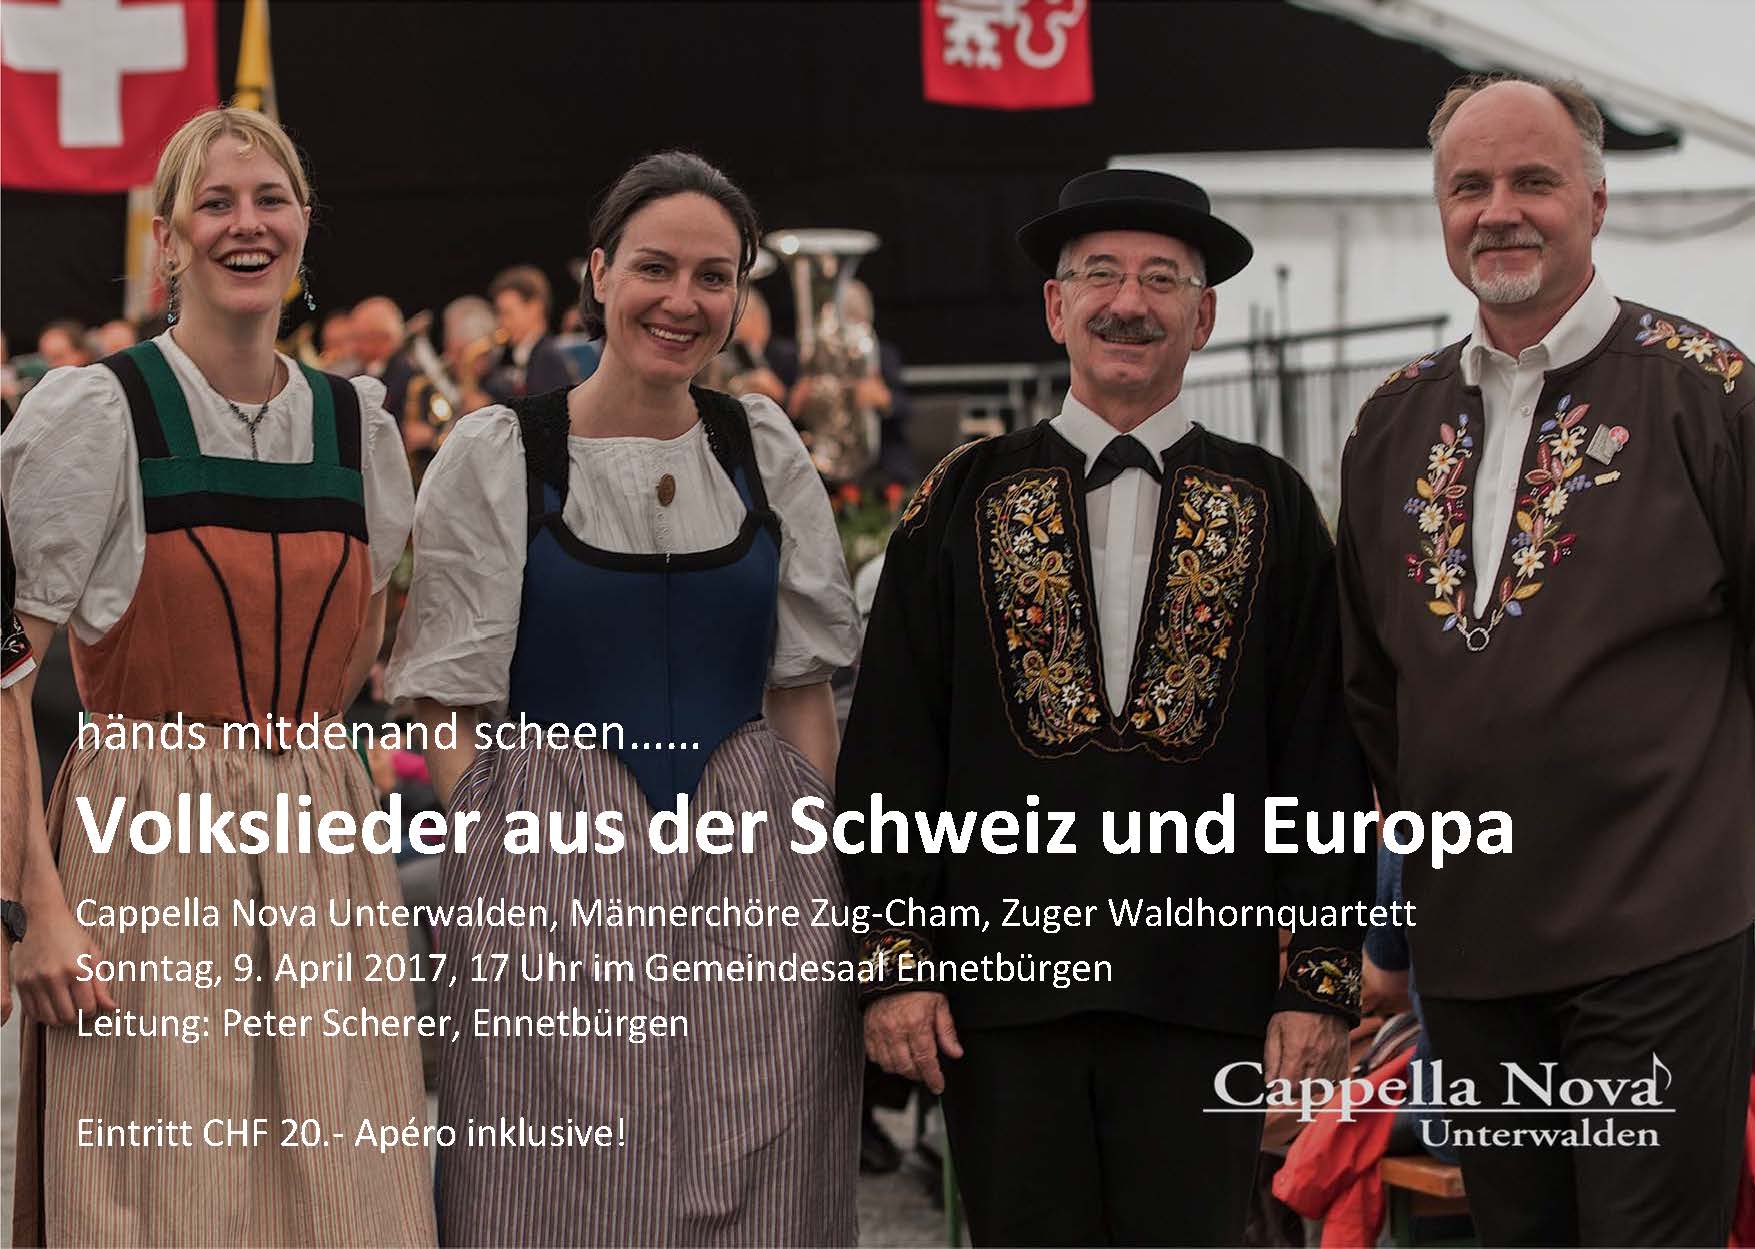 hånds mitdenand scheen……
Volkslieder aus der Schweiz und Europa
Cappella Nova Unterwalden, Männerchöre Zug-Cham, Zuger Waldhornquartett
Sonntag, 9. April 2017, 17 Uhr im Gemeindesaal Ennetbürgen
Leitung: Peter Scherer, Ennetbürgen
Eintritt CHF 20.- Apéro inklusive!
Cappella Nova
Unterwalden